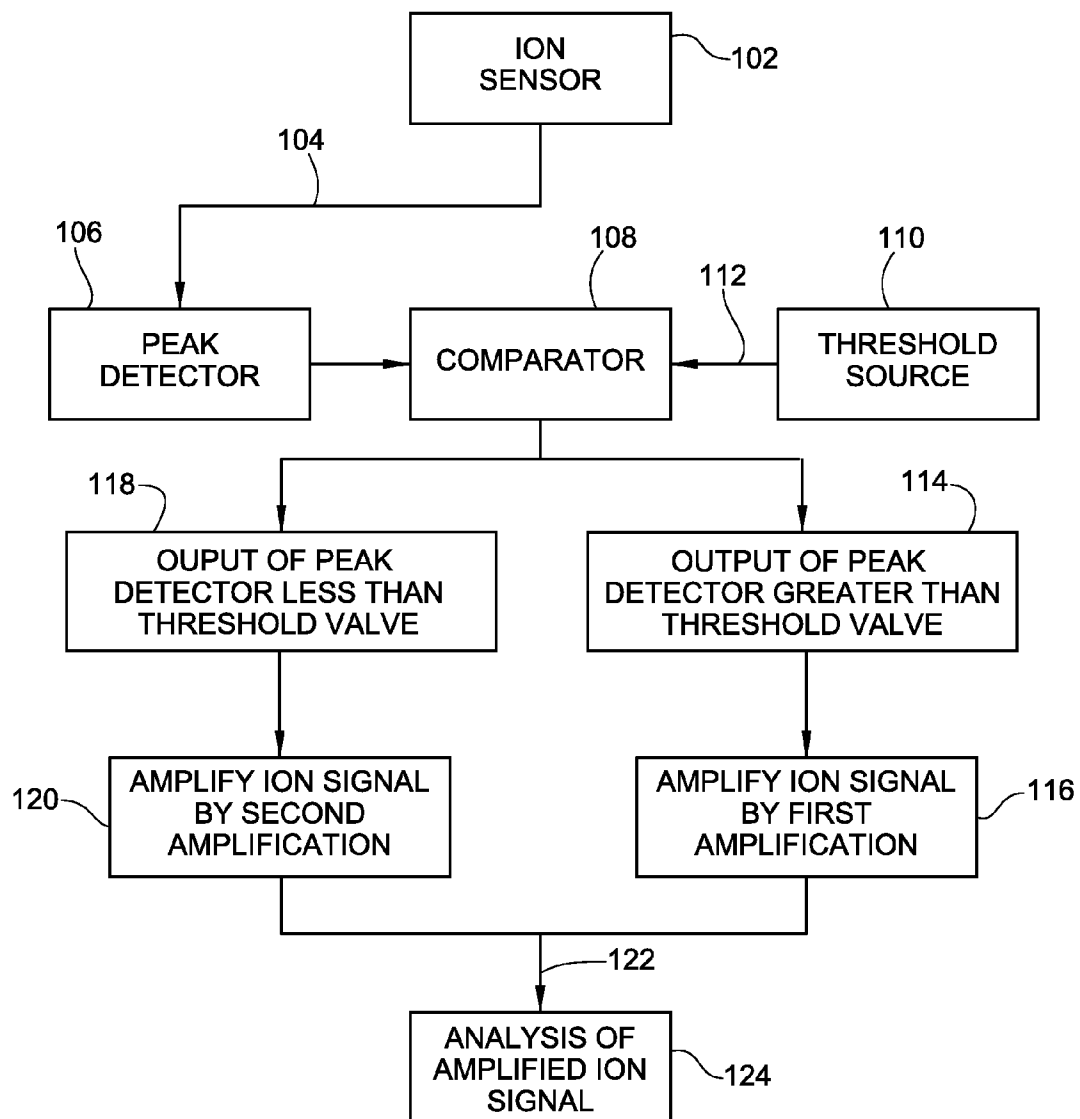 ION
SENSOR
102
104
106
108
110
112
PEAK
DETECTOR
COMPARATOR
THRESHOLD
SOURCE
118
114
OUPUT OF PEAK
DETECTOR LESS THAN
THRESHOLD VALVE
OUTPUT OF PEAK
DETECTOR GREATER THAN
THRESHOLD VALVE
120
AMPLIFY ION SIGNAL
BY SECOND
AMPLIFICATION
AMPLIFY ION SIGNAL
BY FIRST
AMPLIFICATION
116
122
ANALYSIS OF
AMPLIFIED ION
SIGNAL
124